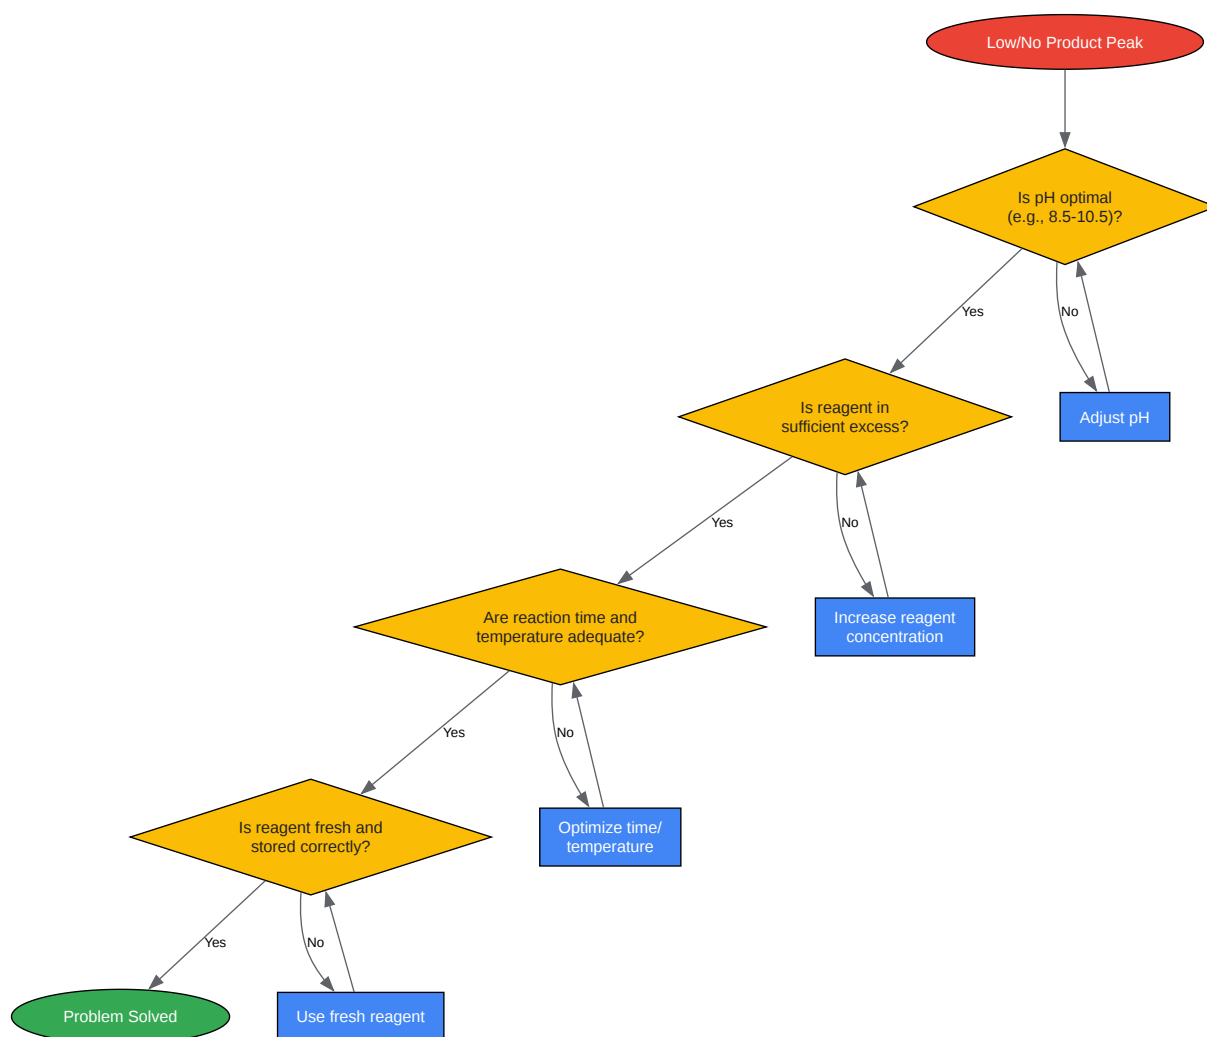 Low/No Product Peak
Is pH optimal
(e.g., 8.5-10.5)?
Yes
No
Adjust pH
Is reagent in
sufficient excess?
Yes
No
Increase reagent
concentration
Are reaction time and
temperature adequate?
Yes
No
Optimize time/
temperature
Is reagent fresh and
stored correctly?
Yes
No
Problem Solved
Use fresh reagent